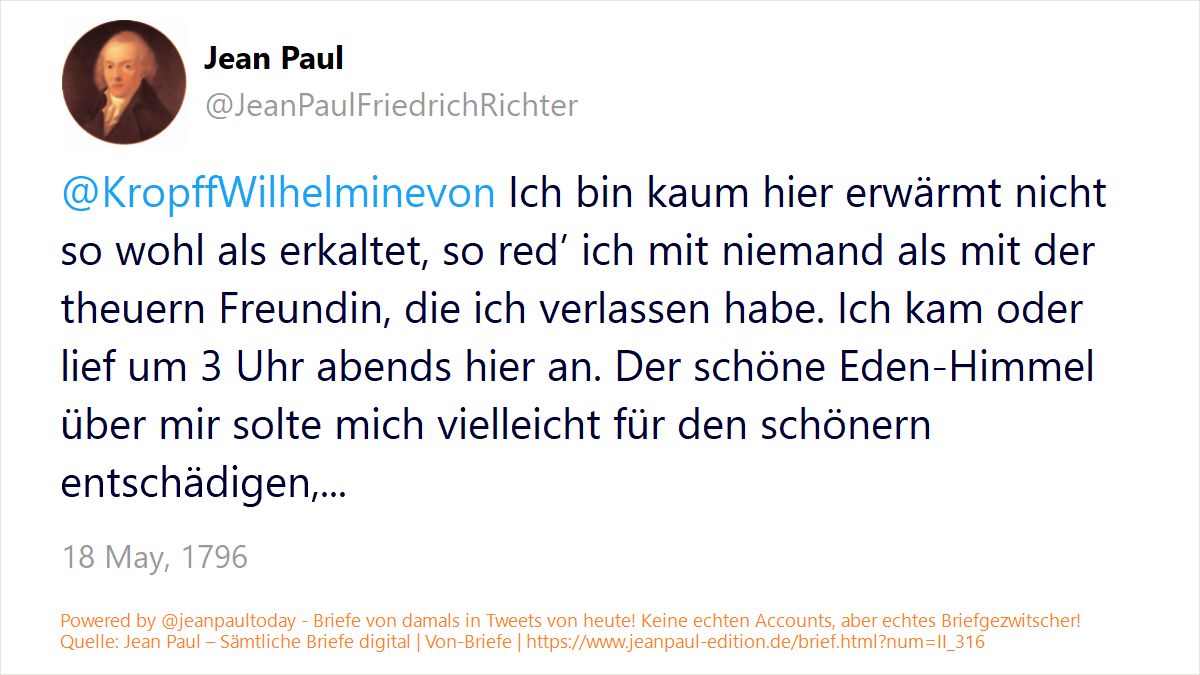 Jean Paul
@JeanPaulFriedrichRichter
@KropffWilhelminevon Ich bin kaum hier erwärmt nicht
so wohl als erkaltet, so red’ ich mit niemand als mit der
theuern Freundin, die ich verlassen habe. Ich kam oder
lief um 3 Uhr abends hier an. Der schöne Eden-Himmel
über mir solte mich vielleicht für den schönern
entschädigen,...
18 May, 1796
Powered by @jeanpaultoday - Briefe von damals in Tweets von heute! Keine echten Accounts, aber echtes Briefgezwitscher!
Quelle: Jean Paul – Sämtliche Briefe digital | Von-Briefe | https://www.jeanpaul-edition.de/brief.html?num=II_316